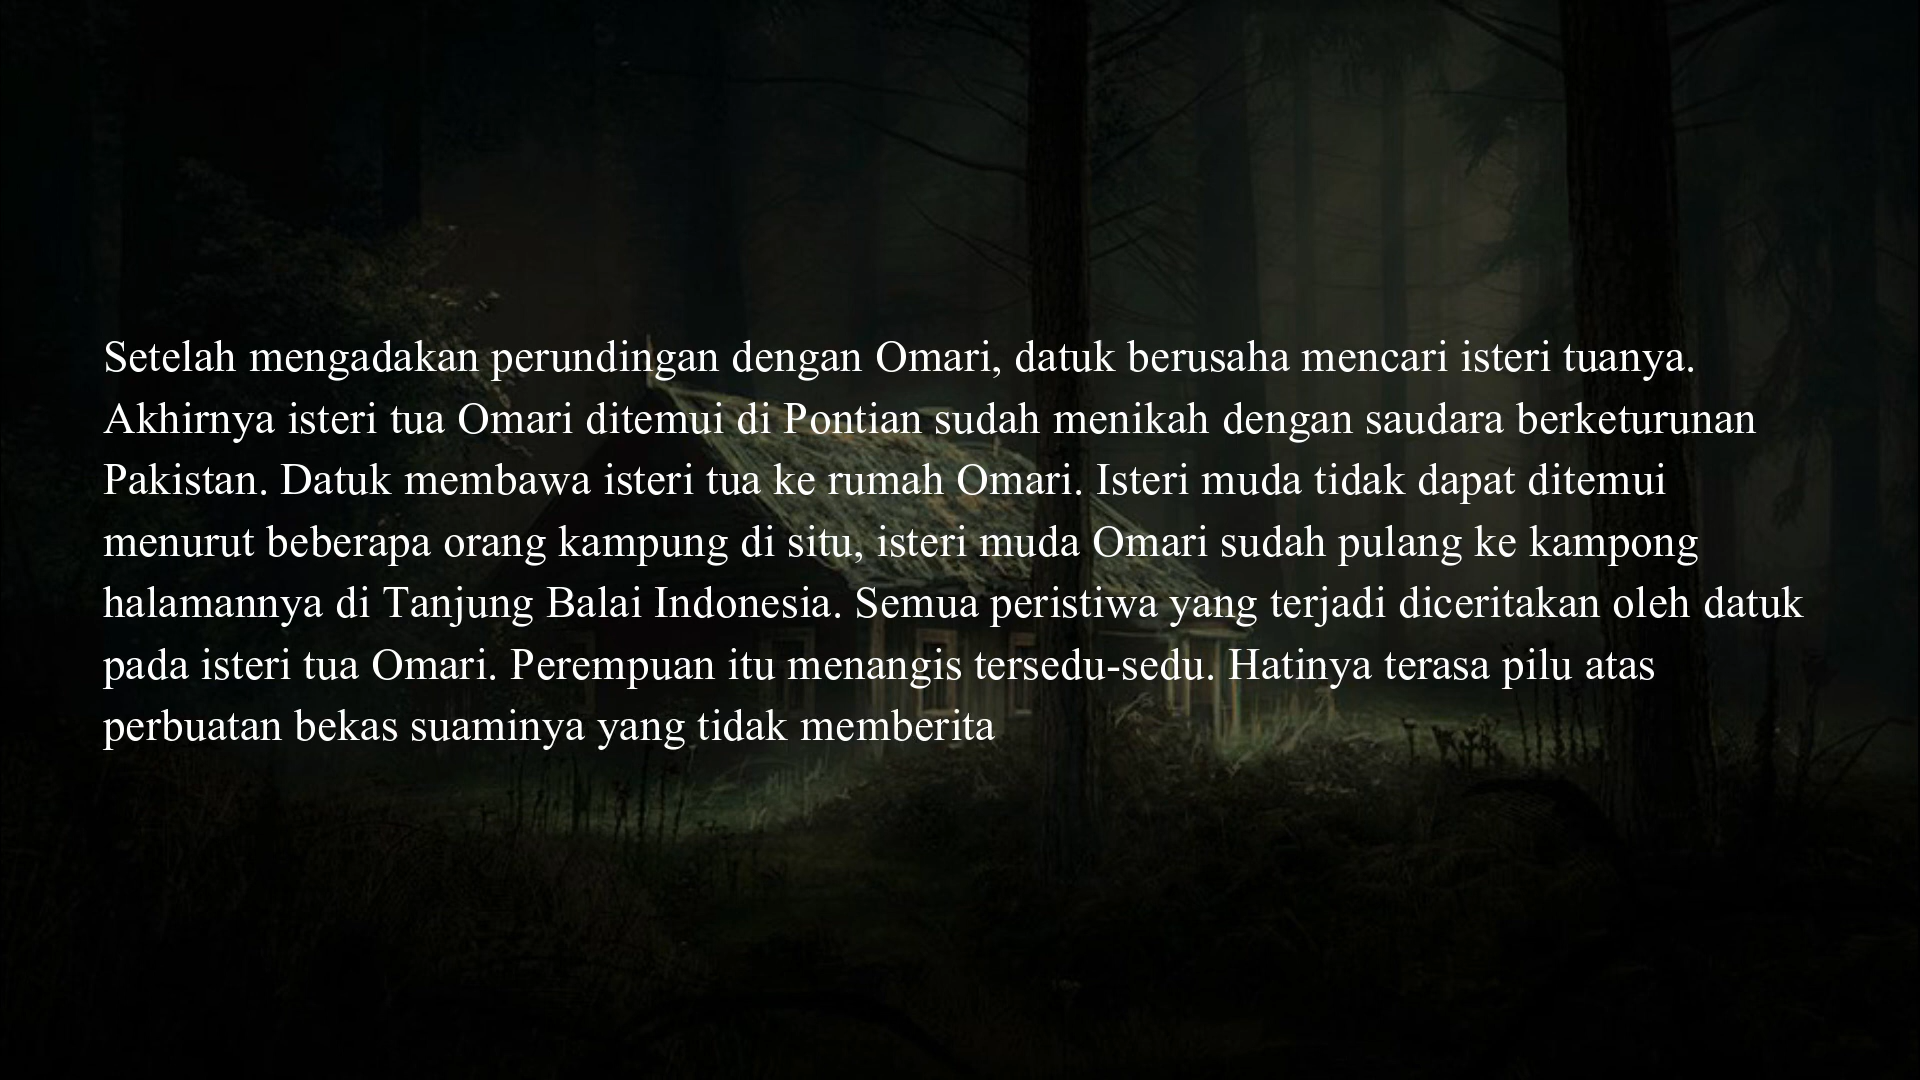 Setelah mengadakan perundingan dengan Omari, datuk berusaha mencari isteri tuanya.
Akhirnya isteri tua Omari ditemui di Pontian sudah menikah dengan saudara berketurunan
Pakistan. Datuk membawa isteri tua ke rumah Omari. Isteri muda tidak dapat ditemui
menurut beberapa orang kampung di situ, isteri muda Omari sudah pulang ke kampong
halamannya di Tanjung Balai Indonesia. Semua peristiwa yang terjadi diceritakan oleh datuk
pada isteri tua Omari. Perempuan itu menangis tersedu-sedu. Hatinya terasa pilu atas
perbuatan bekas suaminya yang tidak memberita